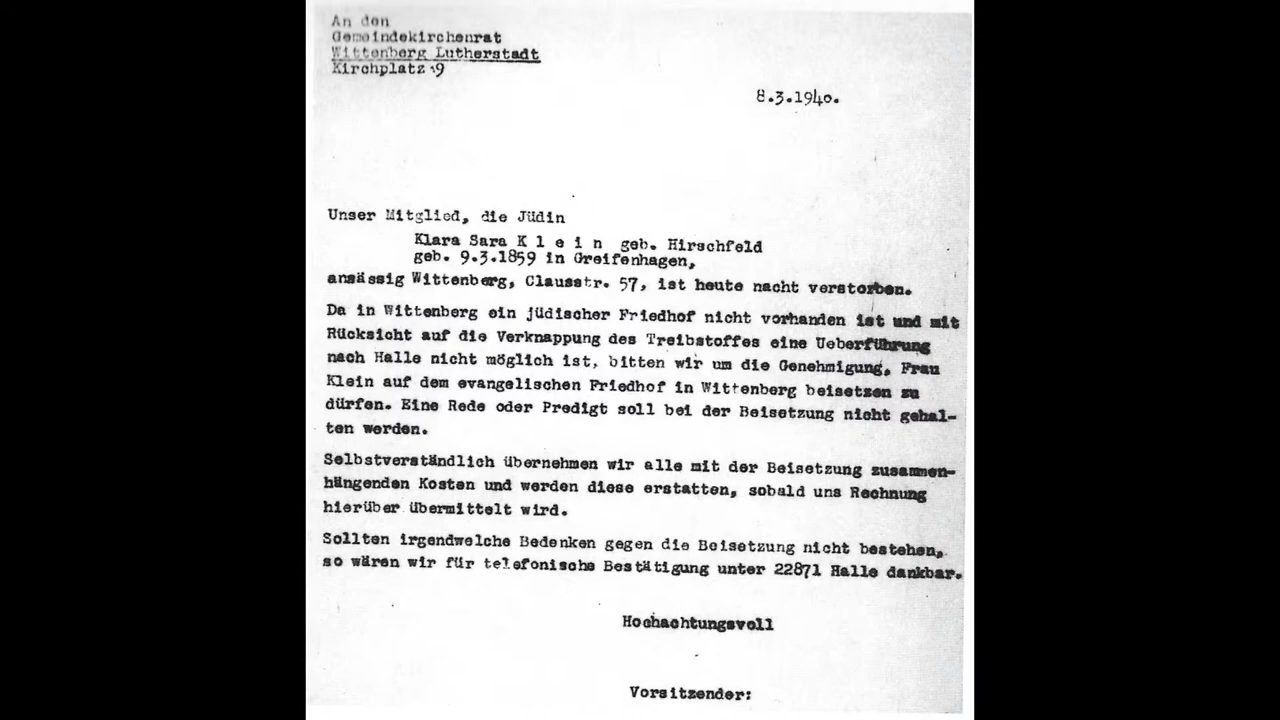 An den
Gemeindekirchenrat
Wittenberg Lutherstadt
Kirchplatz 9
8.3.1940.
Unser Mitglied, die Jüdin
Klara Sara K l e i n geb. Hirschfeld
geb. 9.3.1859 in Greifenhagen,
ansässig Wittenberg, Clausstr. 57, ist heute nacht verstorben.
Da in Wittenberg ein jüdischer Friedhof nicht vorhanden ist und mit
Rücksicht auf die Verknappung des Treibstoffes eine Ueberführung
nach Halle nicht möglich ist, bitten wir um die Genehmigung, Frau
Klein auf dem evangelischen Friedhof in Wittenberg beisetzen zu
dürfen. Eine Rede oder Predigt soll bei der Beisetzung nicht gehal-
ten werden.
Selbstverständlich übernehmen wir alle mit der Beisetzung zusammen-
hängenden Kosten und werden diese erstatten, sobald uns Rechnung
hierüber übermittelt wird.
Sollten irgendwelche Bedenken gegen die Beisetzung nicht bestehen,
so wären wir für telefonische Bestätigung unter 22871 Halle dankbar.
Hochachtungsvoll
Vorsitzender: